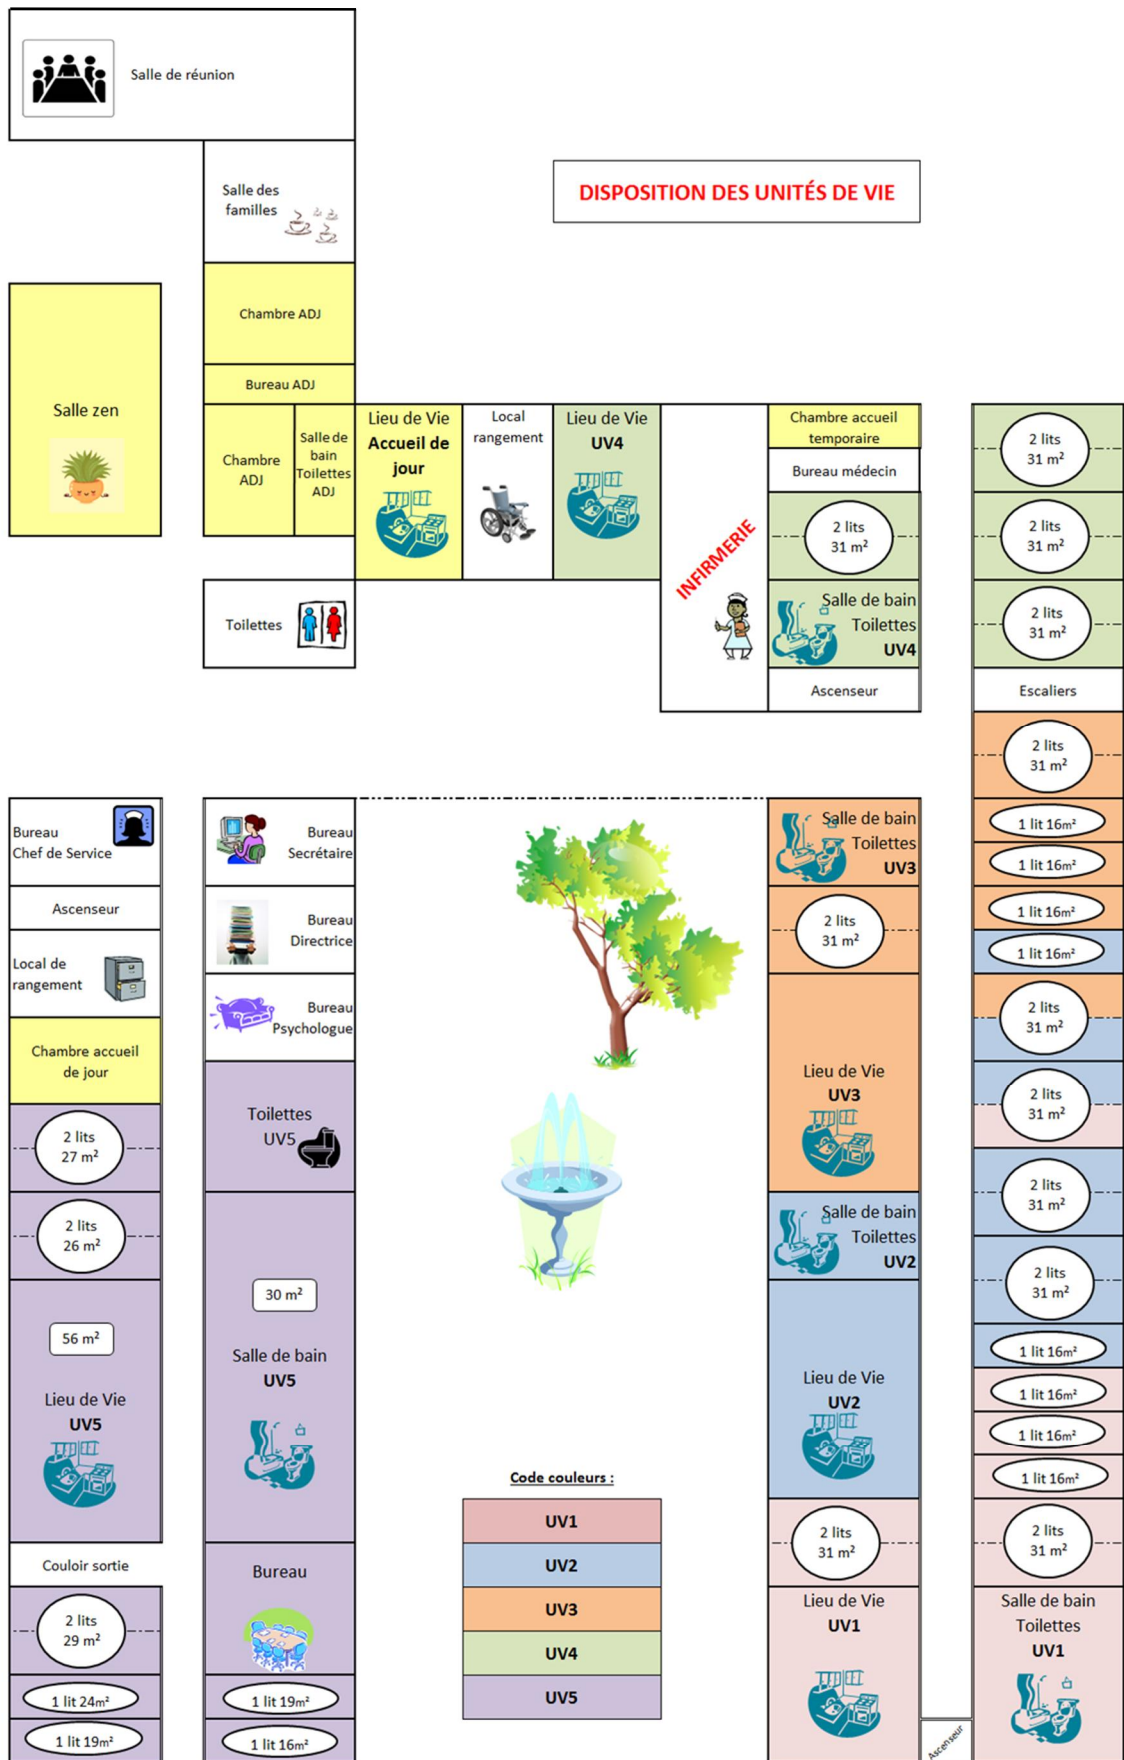 Salle de réunion
DISPOSITION DES UNITÉS DE VIE
Salle des
familles
Chambre ADJ
Bureau ADJ
Salle zen
Chambre
ADJ
Salle de
bain
Toilettes
ADJ
Lieu de Vie
Accueil de
jour
Local
rangement
Lieu de Vie
UV4
INFIRMERIE
Chambre accueil
temporaire
Bureau médecin
2 lits
31 m²
Salle de bain
Toilettes
UV4
Ascenseur
Toilettes
2 lits
31 m²
2 lits
31 m²
2 lits
31 m²
Escaliers
2 lits
31 m²
1 lit 16m²
1 lit 16m²
1 lit 16m²
1 lit 16m²
2 lits
31 m²
2 lits
31 m²
2 lits
31 m²
2 lits
31 m²
1 lit 16m²
1 lit 16m²
1 lit 16m²
1 lit 16m²
2 lits
31 m²
Salle de bain
Toilettes
UV1
Bureau
Chef de Service
Ascenseur
Local de
rangement
Chambre accueil
de jour
2 lits
27 m²
2 lits
26 m²
56 m²
Lieu de Vie
UV5
Couloir sortie
2 lits
29 m²
1 lit 24m²
1 lit 19m²
Bureau
Secrétaire
Bureau
Directrice
Bureau
Psychologue
Toilettes
UV5
30 m²
Salle de bain
UV5
Bureau
1 lit 19m²
1 lit 16m²
Salle de bain
Toilettes
UV3
2 lits
31 m²
Lieu de Vie
UV3
Salle de bain
Toilettes
UV2
Lieu de Vie
UV2
2 lits
31 m²
Lieu de Vie
UV1
Ascenseur
Code couleurs :
UV1
UV2
UV3
UV4
UV5